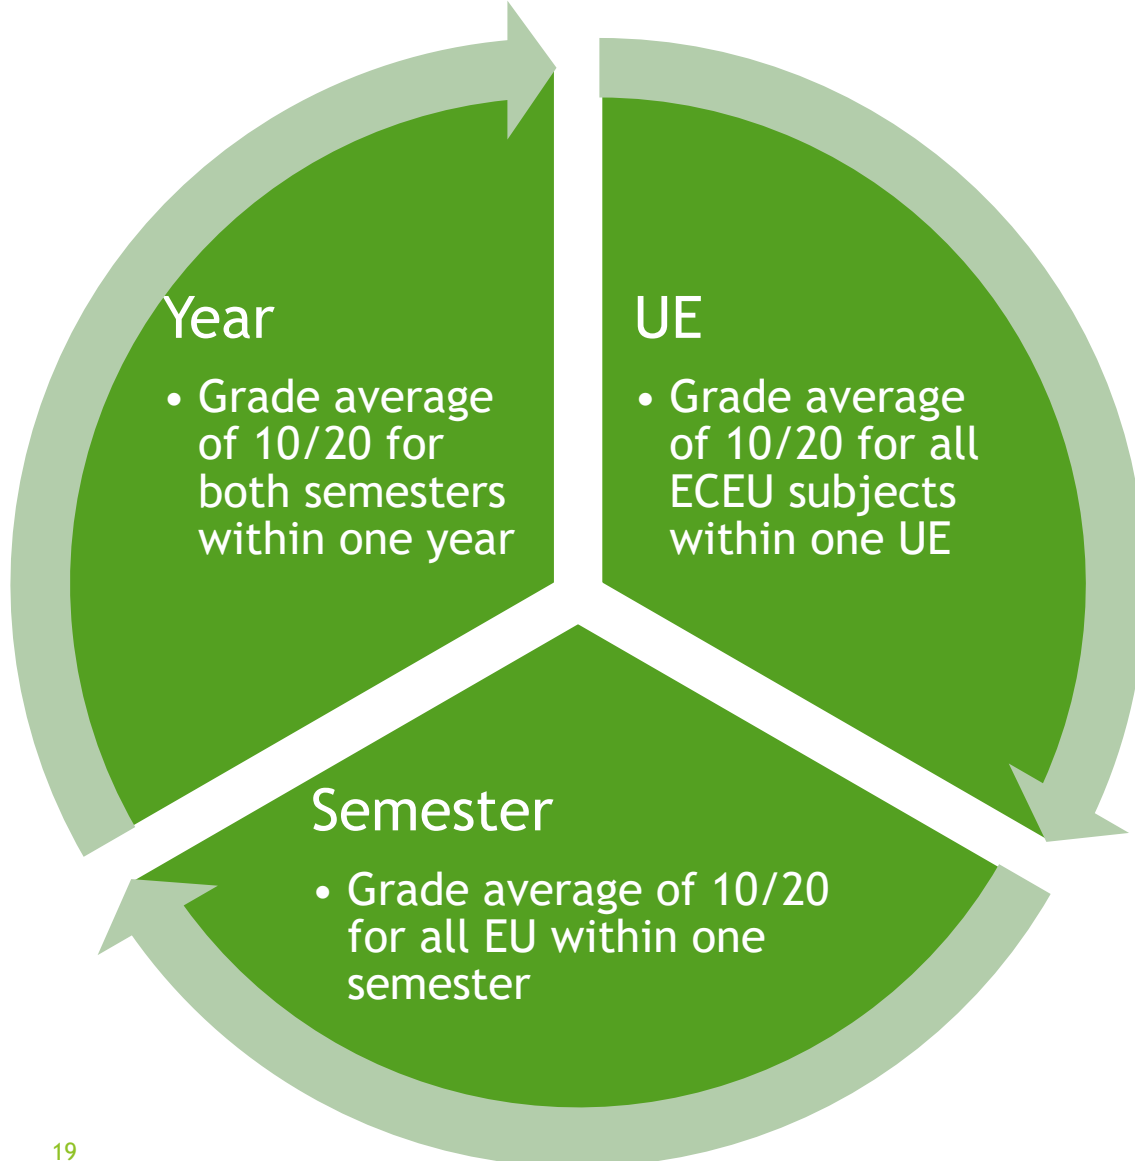 Year
• Grade average
of 10/20 for
both semesters
within one year
UE
• Grade average
of 10/20 for all
ECEU subjects
within one UE
Semester
• Grade average of 10/20
for all EU within one
semester
19